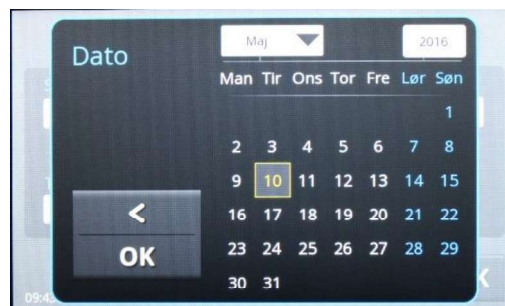 Dato
Maj 2016
Man Tir Ons Tor Fre Lør Søn
1
2 3 4 5 6 7 8
9 10 11 12 13 14 15
16 17 18 19 20 21 22
23 24 25 26 27 28 29
30 31
<
OK